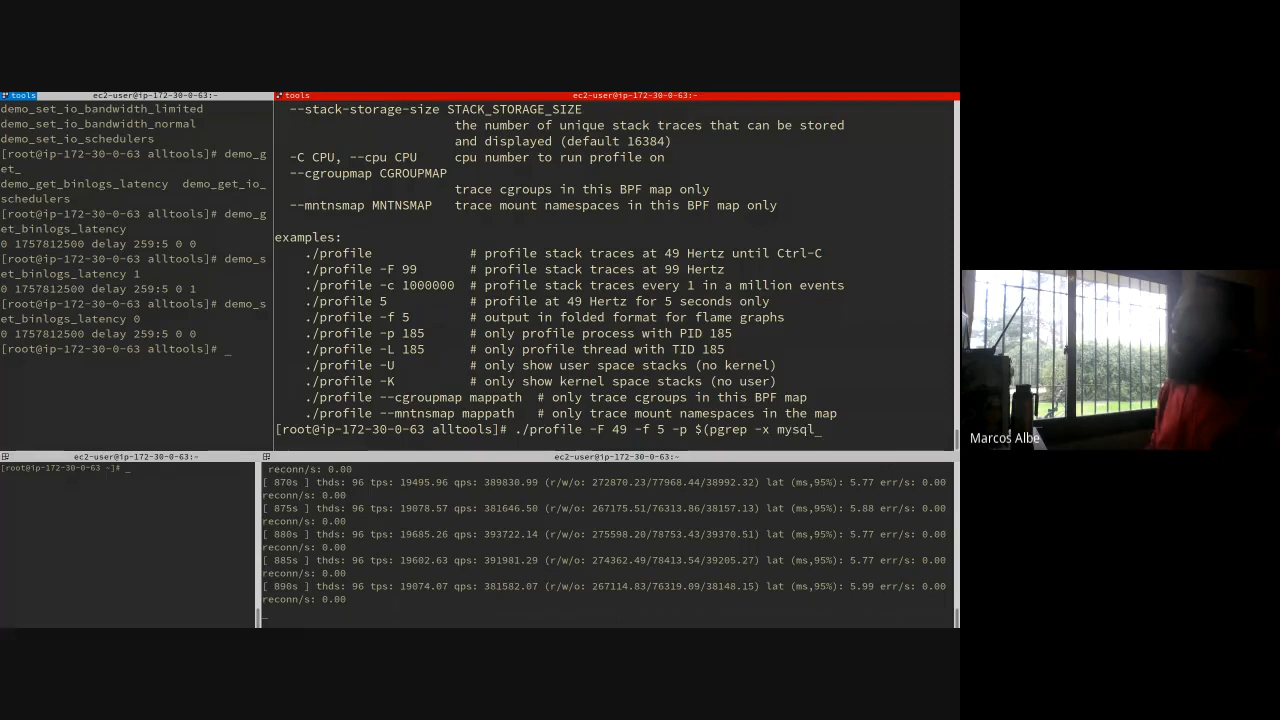 tools
ec2-user@ip-172-30-0-63:~
demo_set_io_bandwidth_limited
demo_set_io_bandwidth_normal
demo_set_io_schedulers
[root@ip-172-30-0-63 alltools]# demo_g
et_
demo_get_binlogs_latency  demo_get_io_
schedulers
[root@ip-172-30-0-63 alltools]# demo_g
et_binlogs_latency
0 1757812500 delay 259:5 0 0
[root@ip-172-30-0-63 alltools]# demo_s
et_binlogs_latency 1
0 1757812500 delay 259:5 0 1
[root@ip-172-30-0-63 alltools]# demo_s
et_binlogs_latency 0
0 1757812500 delay 259:5 0 0
[root@ip-172-30-0-63 alltools]# _
tools
ec2-user@ip-172-30-0-63:~
--stack-storage-size STACK_STORAGE_SIZE
the number of unique stack traces that can be stored
and displayed (default 16384)
-C CPU, --cpu CPU     cpu number to run profile on
--cgroupmap CGROUPMAP
trace cgroups in this BPF map only
--mntnsmap MNTNSMAP   trace mount namespaces in this BPF map only
examples:
./profile             # profile stack traces at 49 Hertz until Ctrl-C
./profile -F 99       # profile stack traces at 99 Hertz
./profile -c 1000000  # profile stack traces every 1 in a million events
./profile 5           # profile at 49 Hertz for 5 seconds only
./profile -f 5        # output in folded format for flame graphs
./profile -p 185      # only profile process with PID 185
./profile -L 185      # only profile thread with TID 185
./profile -U          # only show user space stacks (no kernel)
./profile -K          # only show kernel space stacks (no user)
./profile --cgroupmap mappath  # only trace cgroups in this BPF map
./profile --mntnsmap mappath   # only trace mount namespaces in the map
[root@ip-172-30-0-63 alltools]# ./profile -F 49 -f 5 -p $(pgrep -x mysql_
ec2-user@ip-172-30-0-63:~
[root@ip-172-30-0-63 ~]# _
ec2-user@ip-172-30-0-63:~
reconn/s: 0.00
[ 870s ] thds: 96 tps: 19495.96 qps: 389830.99 (r/w/o: 272870.23/77968.44/38992.32) lat (ms,95%): 5.77 err/s: 0.00
reconn/s: 0.00
[ 875s ] thds: 96 tps: 19078.57 qps: 381646.50 (r/w/o: 267175.51/76313.86/38157.13) lat (ms,95%): 5.88 err/s: 0.00
reconn/s: 0.00
[ 880s ] thds: 96 tps: 19685.26 qps: 393722.14 (r/w/o: 275598.20/78753.43/39370.51) lat (ms,95%): 5.77 err/s: 0.00
reconn/s: 0.00
[ 885s ] thds: 96 tps: 19602.63 qps: 391981.29 (r/w/o: 274362.49/78413.54/39205.27) lat (ms,95%): 5.77 err/s: 0.00
reconn/s: 0.00
[ 890s ] thds: 96 tps: 19074.07 qps: 381582.07 (r/w/o: 267114.83/76319.09/38148.15) lat (ms,95%): 5.99 err/s: 0.00
reconn/s: 0.00
_
Marcos Albe